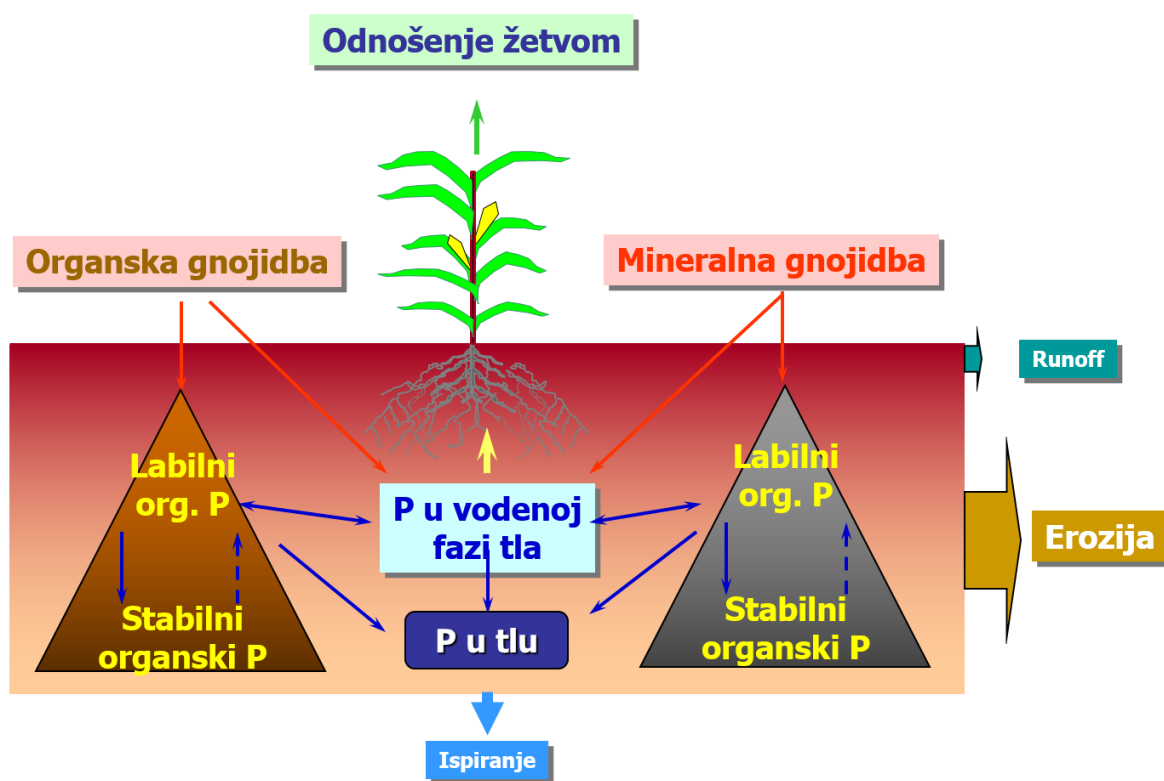 Odnošenje žetvom
Organska gnojidba
Mineralna gnojidba
Runoff
Labilni
org. P
P u vodenoj
fazi tla
Labilni
org. P
Erozija
Stabilni
organski P
P u tlu
Stabilni
organski P
Ispiranje